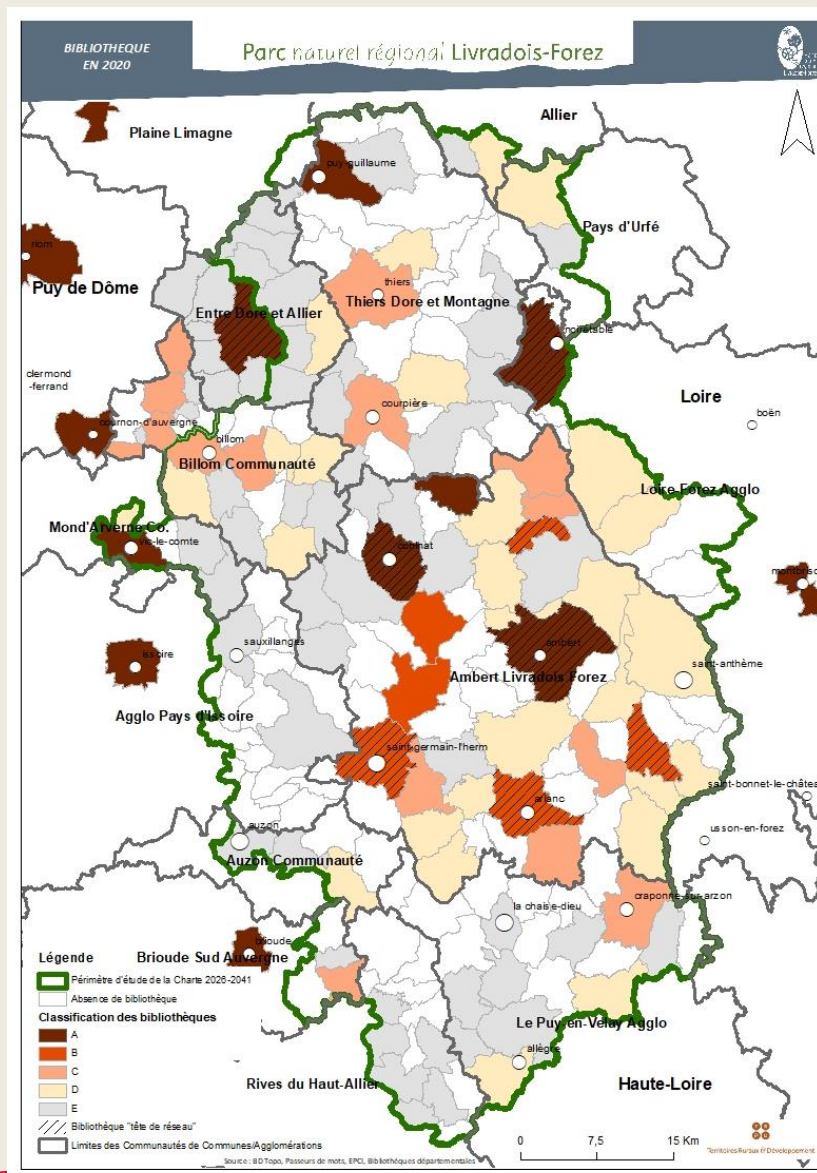 BIBLIOTHEQUE
EN 2020
Parc naturel régional Livradois-Forez
Allier
Plaine Limagne
puy-guillaume
Pays d'Urfé
riom
Puy de Dôme
thiers
Entre Dore et Allier
Thiers Dore et Montagne
noirétable
clermond
-ferrand
Loire
courpière
boën
cournon-d'auvergne
billom
Billom Communauté
Loire Forez Agglo
Mond'Arverne Co.
vic-le-comte
cunlhat
sauxillanges
ambert
issoire
saint-anthème
Ambert Livradois Forez
Agglo Pays d'Issoire
saint-germain-l'herm
saint-bonnet-le-châte
arlanc
auzon
usson-en-forez
Auzon Communauté
la chaise-dieu
craponne-sur-arzon
brioude
Légende
Brioude Sud Auvergne
Périmètre d'étude de la Charte 2026-2041
Absence de bibliothèque
Classification des bibliothèques
A
B
C
D
E
Bibliothèque "tête de réseau"
Limites des Communautés de Communes/Agglomérations
Le Puy-en-Velay Agglo
allègre
Rives du Haut-Allier
Haute-Loire
0 7,5 15 Km
Territoires Ruraux & Développement
Source : BD Topo, Passeurs de mots, EPCI, Bibliothèques départementales